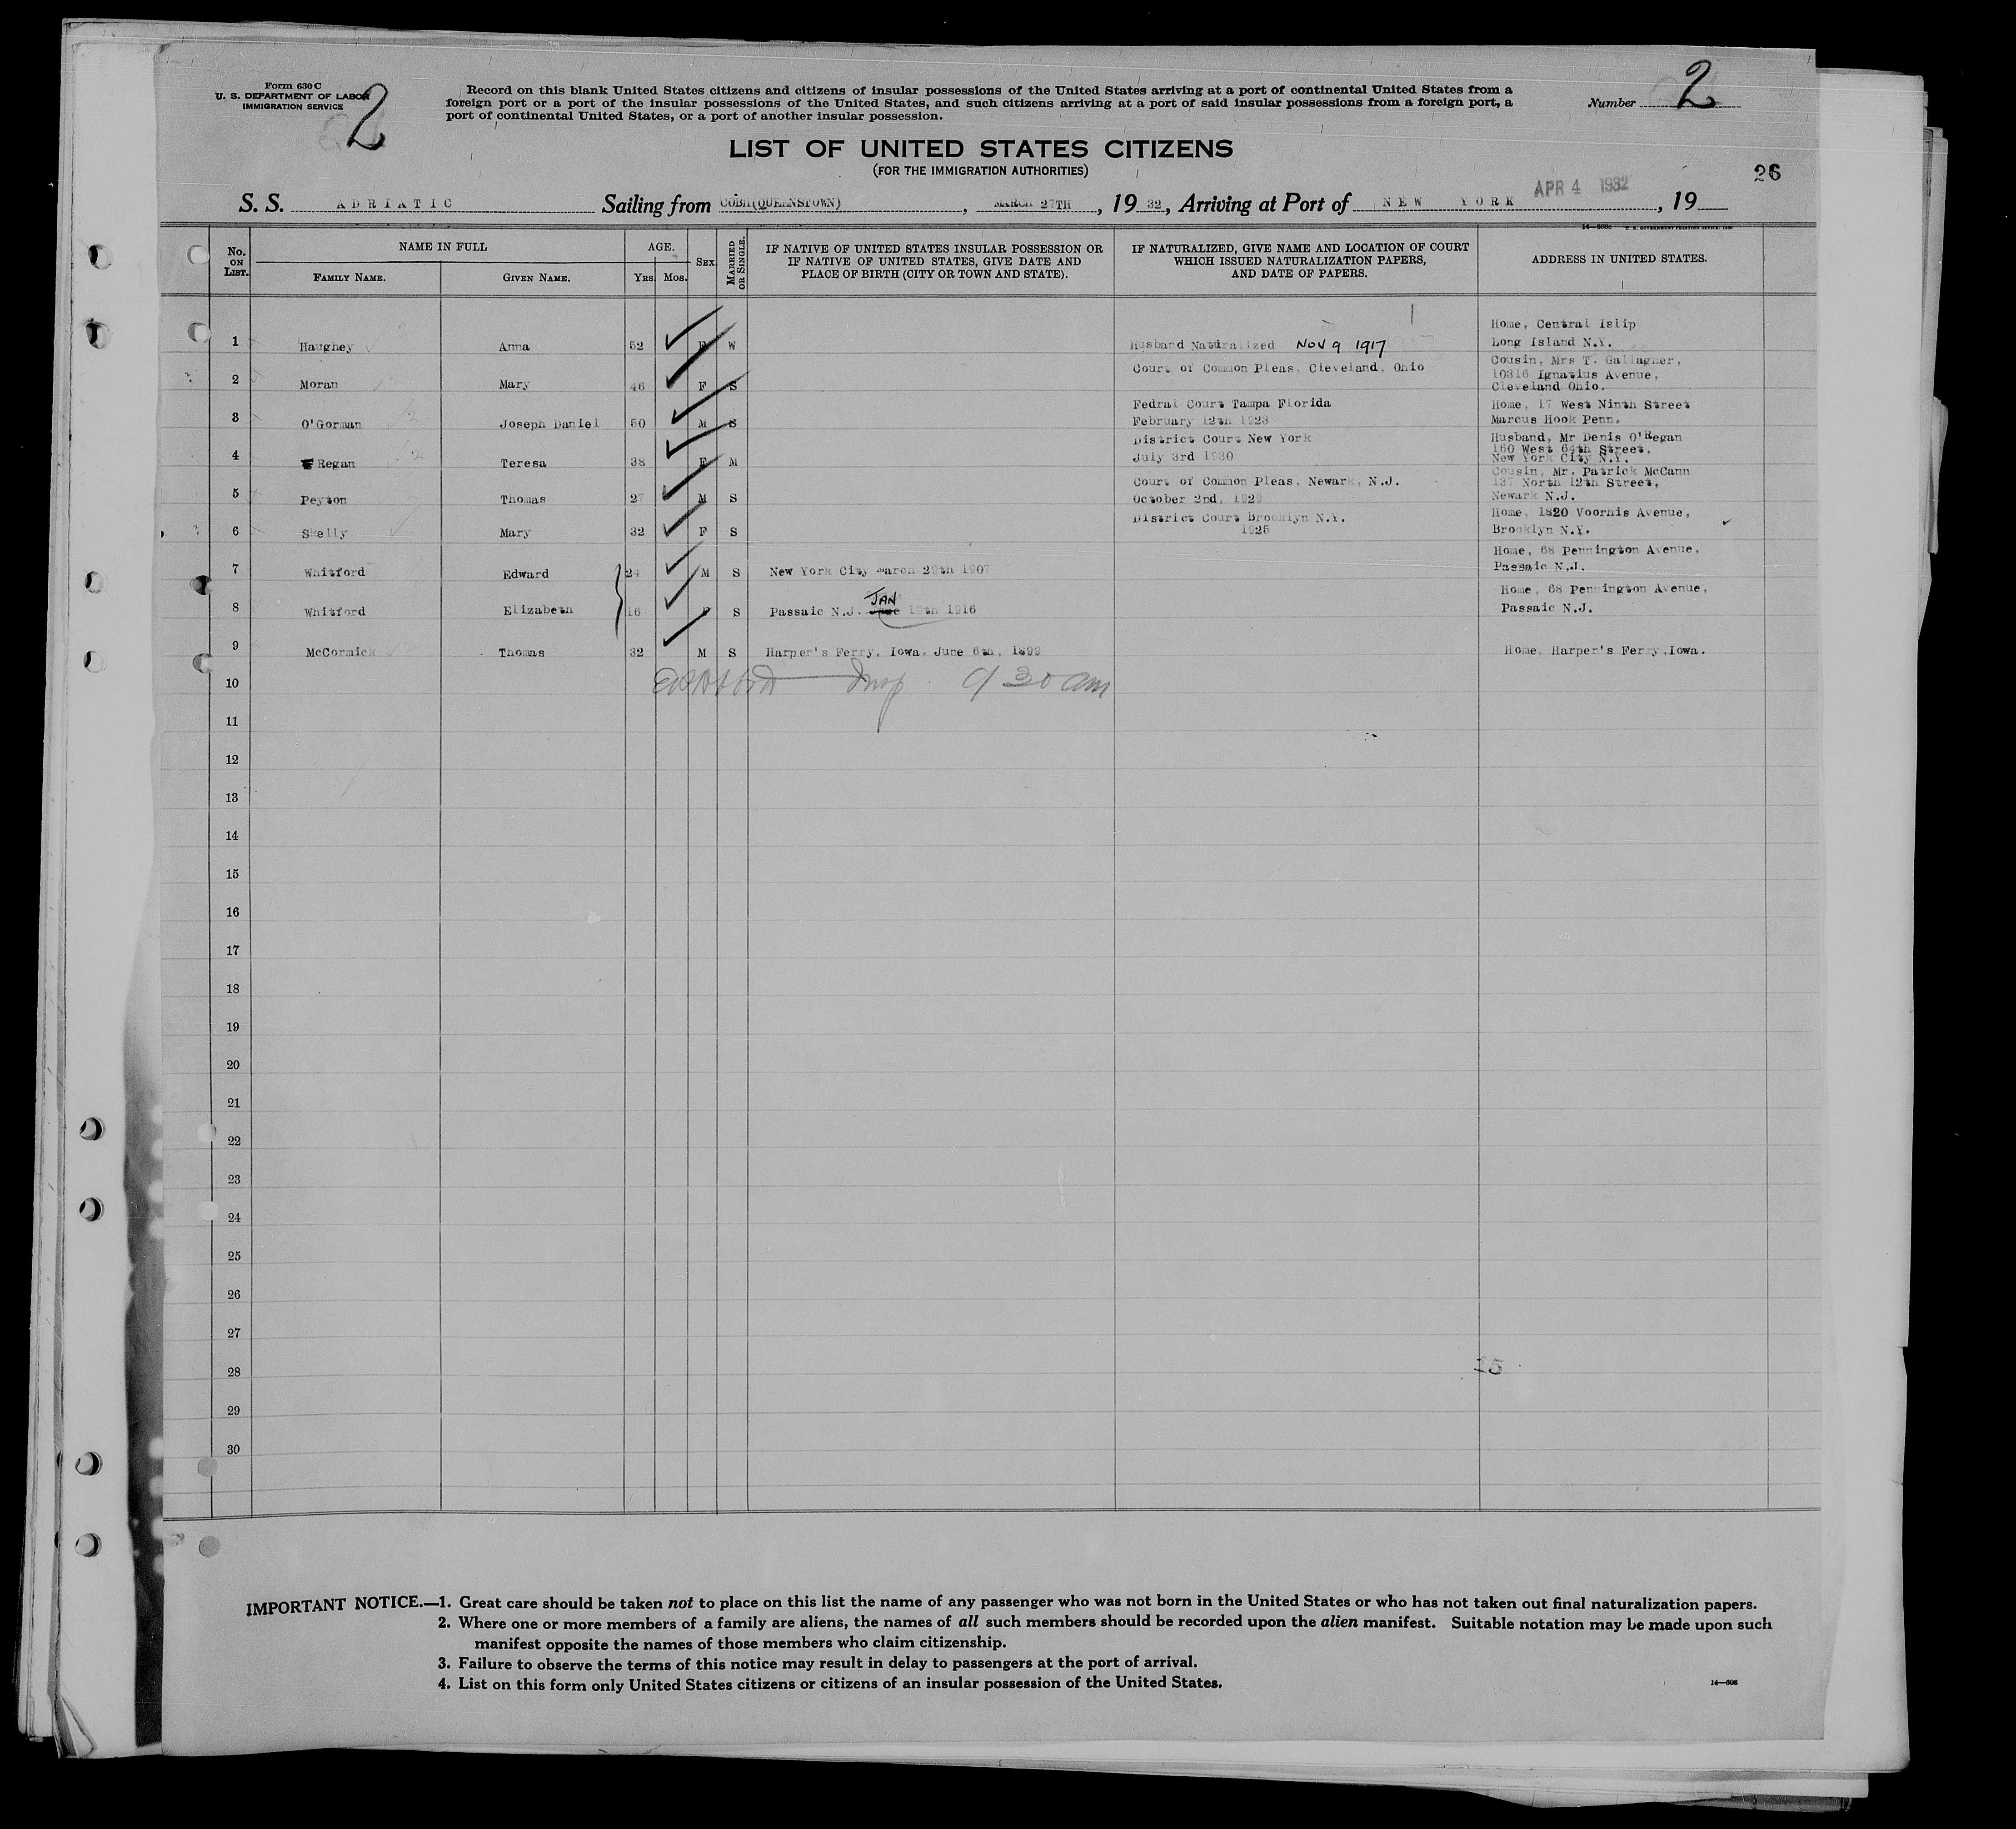 Form 630 C
U. S. DEPARTMENT OF LABOR
IMMIGRATION SERVICE
2
Record on this blank United States citizens and citizens of insular possessions of the United States arriving at a port of continental United States from a
foreign port or a port of the insular possessions of the United States, and such citizens arriving at a port of said insular possessions from a foreign port, a
port of continental United States, or a port of another insular possession.
Number 2
LIST OF UNITED STATES CITIZENS
(FOR THE IMMIGRATION AUTHORITIES)
26
S. S. ADRIATIC Sailing from COBH(QUEENSTOWN), MARCH 27TH, 19 32, Arriving at Port of NEW YORK APR 4 1932, 19
No. ON LIST.
NAME IN FULL
FAMILY NAME.
GIVEN NAME.
AGE.
YRS. MOS.
SEX
MARRIED OR SINGLE.
IF NATIVE OF UNITED STATES INSULAR POSSESSION OR
IF NATIVE OF UNITED STATES, GIVE DATE AND
PLACE OF BIRTH (CITY OR TOWN AND STATE).
IF NATURALIZED, GIVE NAME AND LOCATION OF COURT
WHICH ISSUED NATURALIZATION PAPERS,
AND DATE OF PAPERS.
ADDRESS IN UNITED STATES.
Home, Central Islip
1 Haughey Anna 52 F W Husband Naturalized NOV 9 1917 Long Island N.Y.
Court of Common Pleas, Cleveland, Ohio Cousin, Mrs T. Gallagher,
10316 Ignatius Avenue,
2 Moran Mary 46 F S Cleveland Ohio.
Fedral Court Tampa Florida Home, 17 West Ninth Street
3 O'Gorman Joseph Daniel 50 M S February 12th 1923 Marcus Hook Penn.
District Court New York Husband, Mr Denis O'Regan
160 West 64th Street,
4 Regan Teresa 38 F M July 3rd 1930 New York City N.Y.
Cousin, Mr. Patrick McCann
Court of Common Pleas, Newark, N.J. 137 North 12th Street,
5 Peyton Thomas 27 M S October 2nd, 1929 Newark N.J.
District Court Brooklyn N.Y. Home, 1820 Voorhis Avenue,
6 Skelly Mary 32 F S 1925 Brooklyn N.Y.
Home, 68 Pennington Avenue,
7 Whitford Edward 24 M S New York City March 29th 1907 Passaic N.J.
JAN Home, 68 Pennington Avenue,
8 Whitford Elizabeth 16 F S Passaic N.J. 19th 1916 Passaic N.J.
9 McCormick Thomas 32 M S Harper's Ferry, Iowa. June 6th, 1899 Home, Harper's Ferry, Iowa.
10 Insp 9 30 am
11
12
13
14
15
16
17
18
19
20
21
22
23
24
25
26
27
28
29
30
IMPORTANT NOTICE.—1. Great care should be taken not to place on this list the name of any passenger who was not born in the United States or who has not taken out final naturalization papers.
2. Where one or more members of a family are aliens, the names of all such members should be recorded upon the alien manifest. Suitable notation may be made upon such
manifest opposite the names of those members who claim citizenship.
3. Failure to observe the terms of this notice may result in delay to passengers at the port of arrival.
4. List on this form only United States citizens or citizens of an insular possession of the United States.
14—608